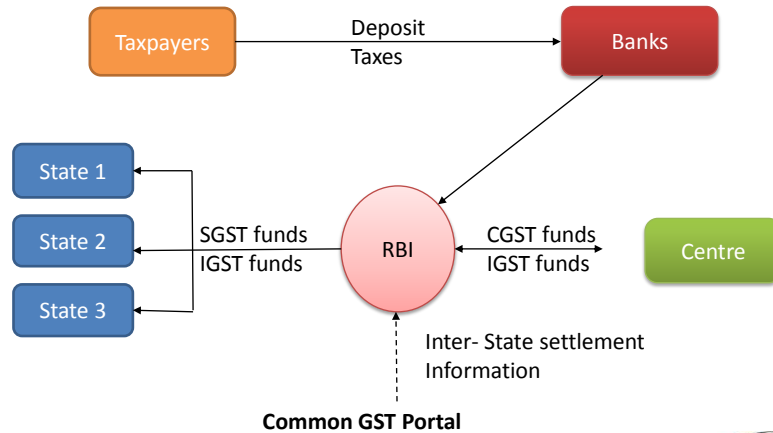 Taxpayers
Deposit
Taxes
Banks
State 1
State 2
State 3
SGST funds
IGST funds
RBI
CGST funds
IGST funds
Centre
Inter- State settlement
Information
Common GST Portal